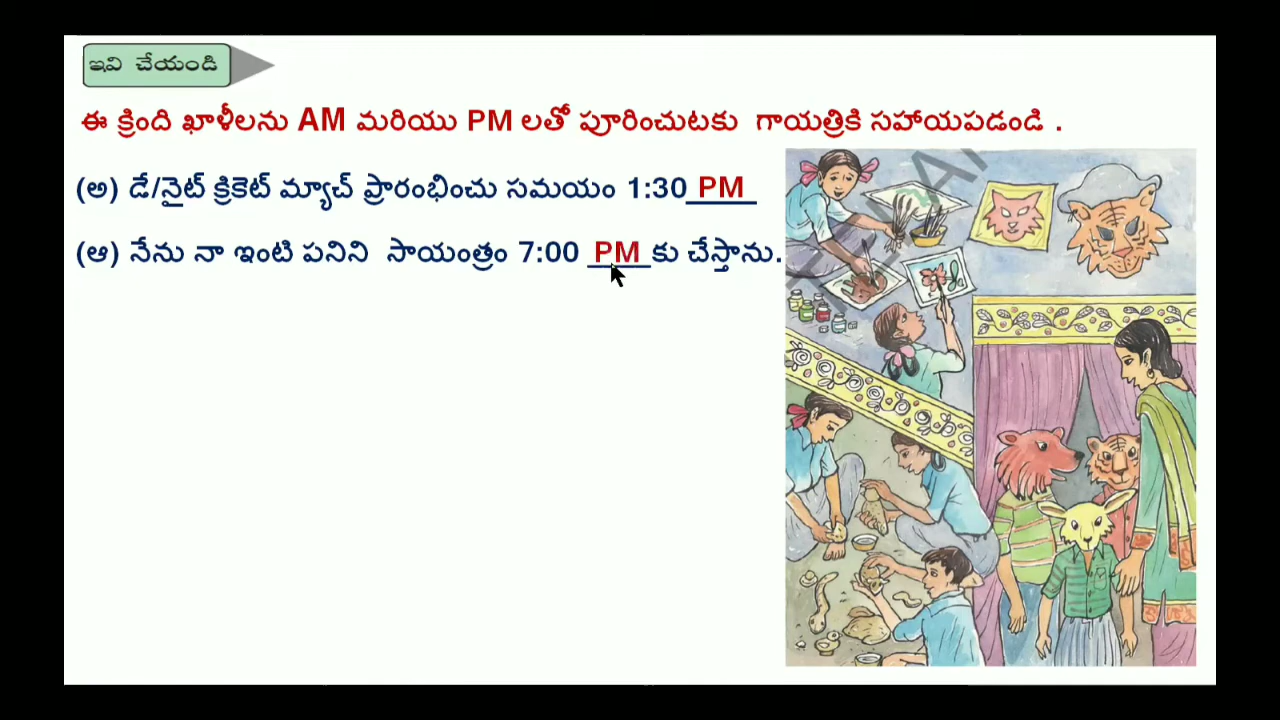 ఇవి చేయండి
ఈ క్రింది ఖాళీలను AM మరియు PM లతో పూరించుటకు గాయత్రికి సహాయపడండి .
(అ) డే/నైట్ క్రికెట్ మ్యాచ్ ప్రారంభించు సమయం 1:30 PM
(ఆ) నేను నా ఇంటి పనిని సాయంత్రం 7:00 PM కు చేస్తాను.